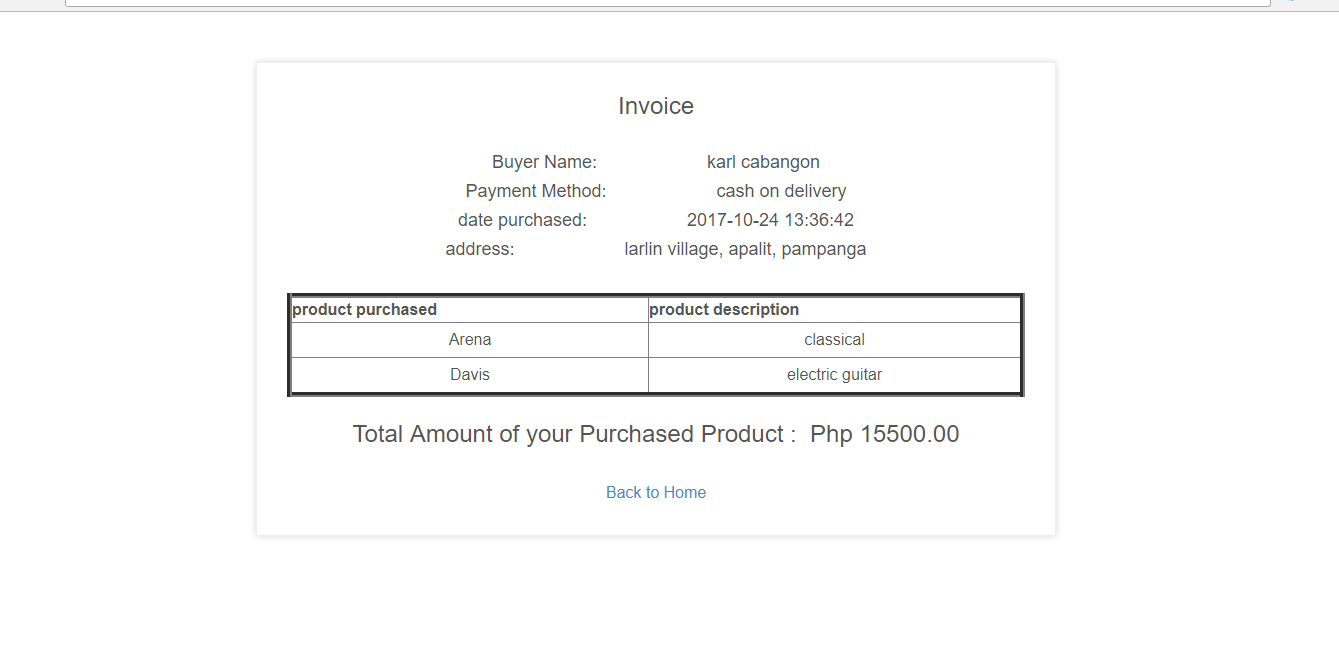 Invoice
Buyer Name: karl cabangon
Payment Method: cash on delivery
date purchased: 2017-10-24 13:36:42
address: larlin village, apalit, pampanga
product purchased product description
Arena classical
Davis electric guitar
Total Amount of your Purchased Product : Php 15500.00
Back to Home